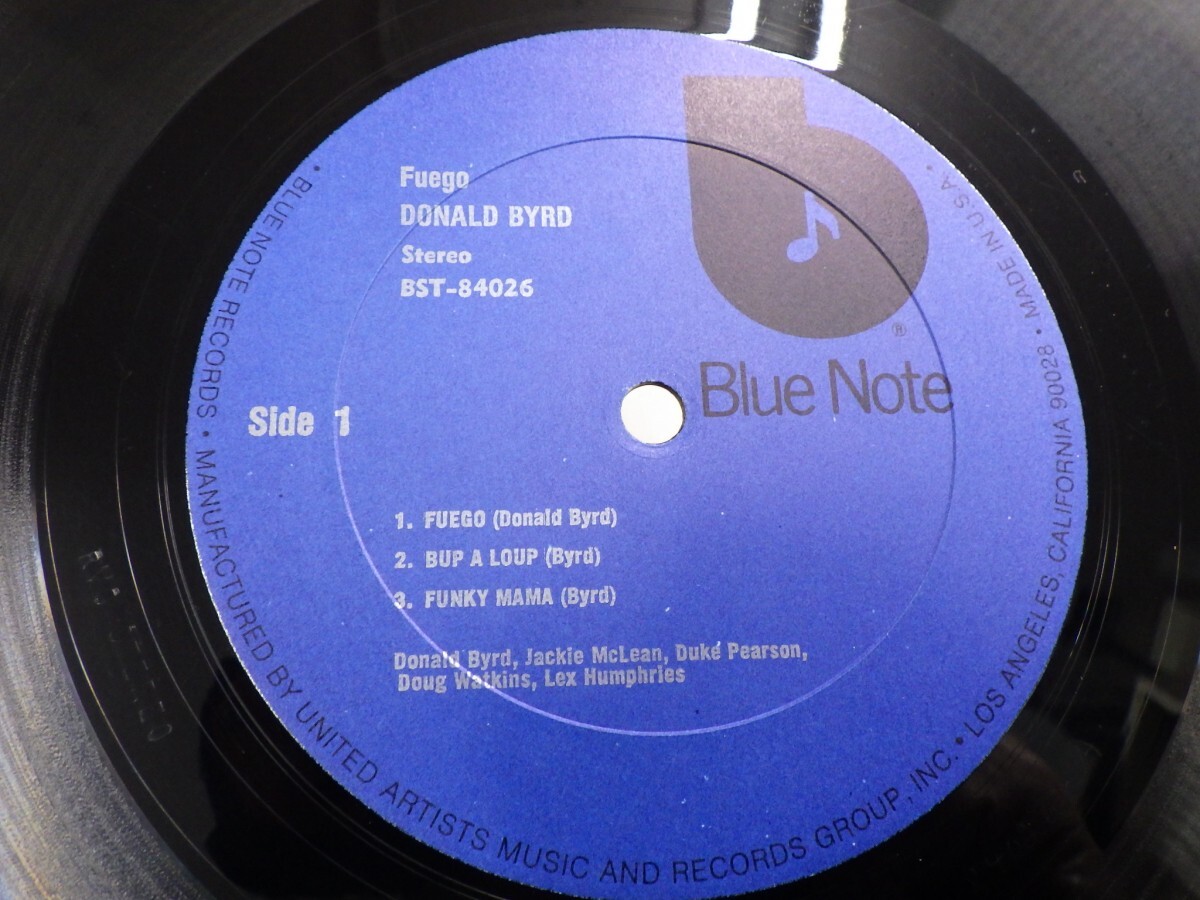 Fuego
DONALD BYRD
Stereo
BST-84026
®
Blue Note
Side 1
1. FUEGO (Donald Byrd)
2. BUP A LOUP (Byrd)
3. FUNKY MAMA (Byrd)
Donald Byrd, Jackie McLean, Duke Pearson,
Doug Watkins, Lex Humphries
• BLUE NOTE RECORDS • MANUFACTURED BY UNITED ARTISTS MUSIC AND RECORDS GROUP, INC. • LOS ANGELES, CALIFORNIA 90028 • MADE IN U.S.A. •